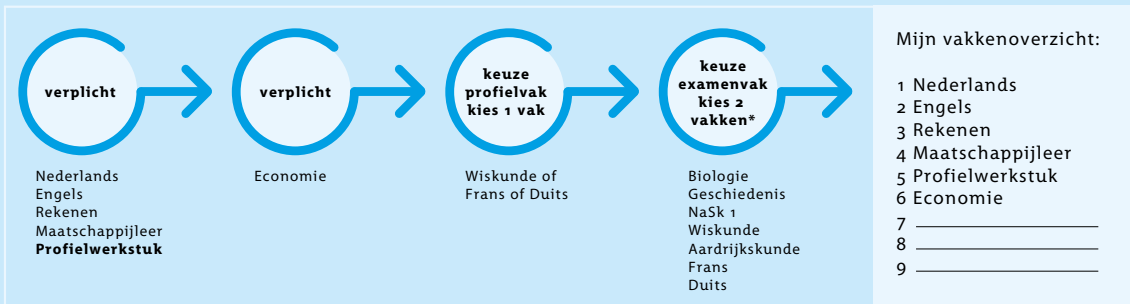 verplicht
Nederlands
Engels
Rekenen
Maatschappijleer
Profielwerkstuk
verplicht
Economie
keuze
profielvak
kies 1 vak
Wiskunde of
Frans of Duits
keuze
examenvak
kies 2
vakken*
Biologie
Geschiedenis
NaSk 1
Wiskunde
Aardrijkskunde
Frans
Duits
Mijn vakkenoverzicht:
1 Nederlands
2 Engels
3 Rekenen
4 Maatschappijleer
5 Profielwerkstuk
6 Economie
7
8
9